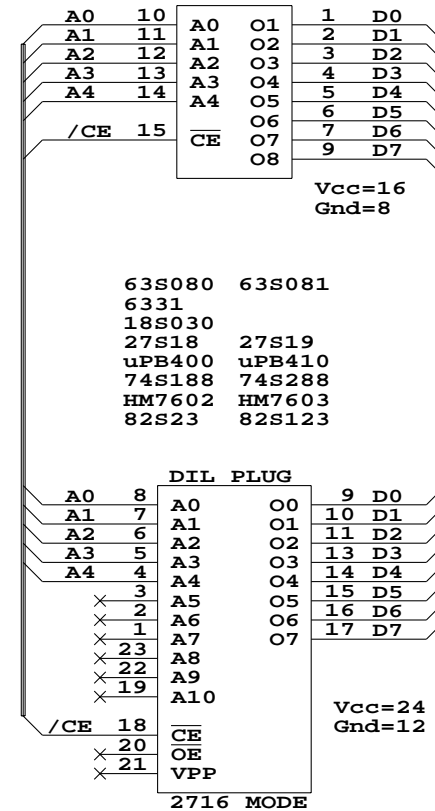 A0 10 A0 O1 1 D0
A1 11 A1 O2 2 D1
A2 12 A2 O3 3 D2
A3 13 A3 O4 4 D3
A4 14 A4 O5 5 D4
O6 6 D5
/CE 15 CE O7 7 D6
O8 9 D7
Vcc=16
Gnd=8
63S080 63S081
6331
18S030
27S18 27S19
uPB400 uPB410
74S188 74S288
HM7602 HM7603
82S23 82S123
DIL PLUG
A0 8 A0 O0 9 D0
A1 7 A1 O1 10 D1
A2 6 A2 O2 11 D2
A3 5 A3 O3 13 D3
A4 4 A4 O4 14 D4
3 A5 O5 15 D5
2 A6 O6 16 D6
1 A7 O7 17 D7
23 A8
22 A9
19 A10
Vcc=24
/CE 18 CE Gnd=12
20 OE
21 VPP
2716 MODE